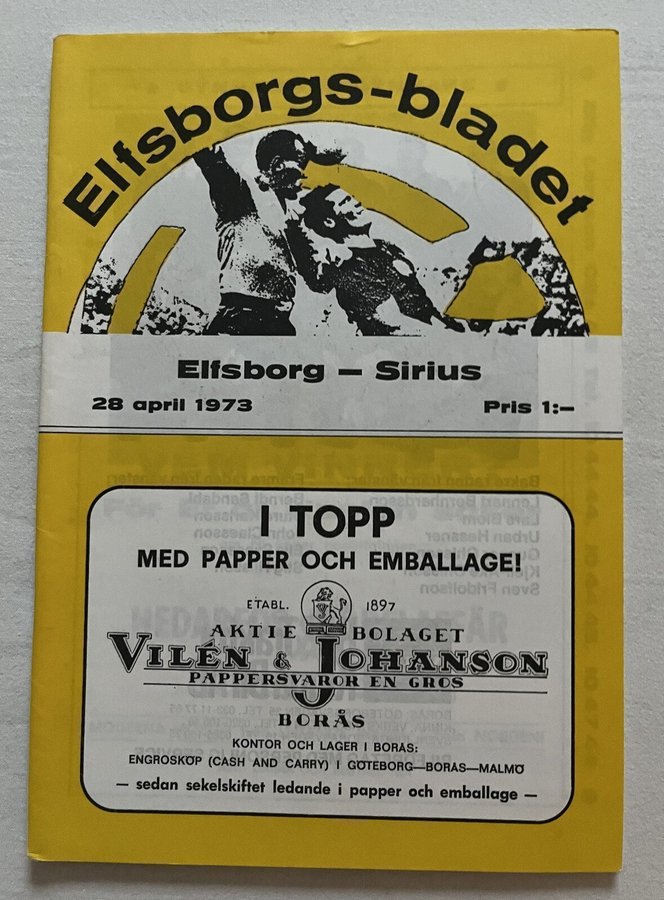 Elfsborgs-bladet
Elfsborg — Sirius
28 april 1973 Pris 1:—
I TOPP
MED PAPPER OCH EMBALLAGE!
ETABL. 1897
AKTIE BOLAGET
VILÉN & JOHANSON
PAPPERSVAROR EN GROS
BORÅS
KONTOR OCH LAGER I BORÅS:
ENGROSKÖP (CASH AND CARRY) I GÖTEBORG—BORÅS—MALMÖ
— sedan sekelskiftet ledande i papper och emballage —